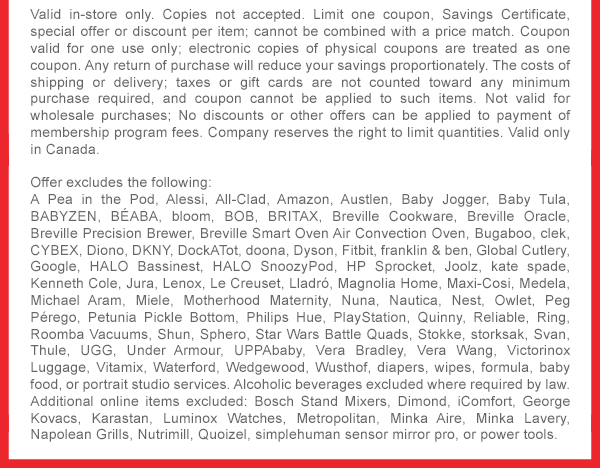 Valid in-store only. Copies not accepted. Limit one coupon, Savings Certificate,
special offer or discount per item; cannot be combined with a price match. Coupon
valid for one use only; electronic copies of physical coupons are treated as one
coupon. Any return of purchase will reduce your savings proportionately. The costs of
shipping or delivery; taxes or gift cards are not counted toward any minimum
purchase required, and coupon cannot be applied to such items. Not valid for
wholesale purchases; No discounts or other offers can be applied to payment of
membership program fees. Company reserves the right to limit quantities. Valid only
in Canada.
Offer excludes the following:
A Pea in the Pod, Alessi, All-Clad, Amazon, Austlen, Baby Jogger, Baby Tula,
BABYZEN, BÉABA, bloom, BOB, BRITAX, Breville Cookware, Breville Oracle,
Breville Precision Brewer, Breville Smart Oven Air Convection Oven, Bugaboo, clek,
CYBEX, Diono, DKNY, DockATot, doona, Dyson, Fitbit, franklin & ben, Global Cutlery,
Google, HALO Bassinest, HALO SnoozyPod, HP Sprocket, Joolz, kate spade,
Kenneth Cole, Jura, Lenox, Le Creuset, Lladró, Magnolia Home, Maxi-Cosi, Medela,
Michael Aram, Miele, Motherhood Maternity, Nuna, Nautica, Nest, Owlet, Peg
Pérego, Petunia Pickle Bottom, Philips Hue, PlayStation, Quinny, Reliable, Ring,
Roomba Vacuums, Shun, Sphero, Star Wars Battle Quads, Stokke, storksak, Svan,
Thule, UGG, Under Armour, UPPAbaby, Vera Bradley, Vera Wang, Victorinox
Luggage, Vitamix, Waterford, Wedgewood, Wusthof, diapers, wipes, formula, baby
food, or portrait studio services. Alcoholic beverages excluded where required by law.
Additional online items excluded: Bosch Stand Mixers, Dimond, iComfort, George
Kovacs, Karastan, Luminox Watches, Metropolitan, Minka Aire, Minka Lavery,
Napolean Grills, Nutrimill, Quoizel, simplehuman sensor mirror pro, or power tools.